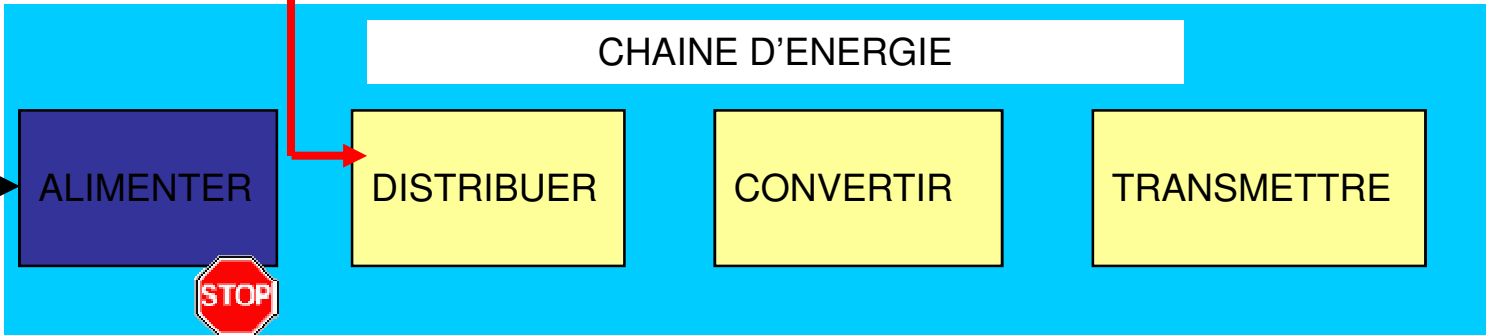 CHAINE D'ENERGIE
ALIMENTER
DISTRIBUER
CONVERTIR
TRANSMETTRE
STOP